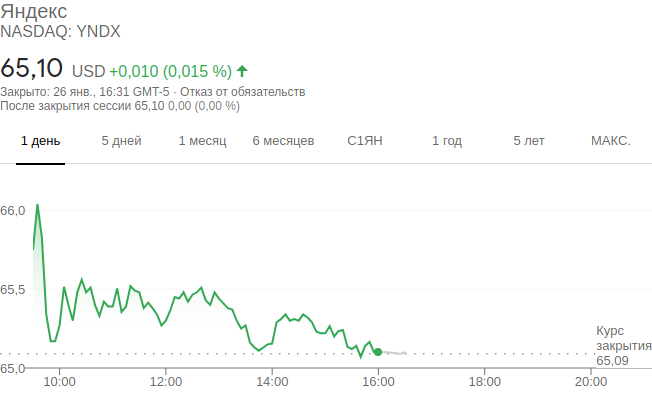 Яндекс
NASDAQ: YNDX
65,10 USD +0,010 (0,015 %)
Закрыто: 26 янв., 16:31 GMT-5 · Отказ от обязательств
После закрытия сессии 65,10 0,00 (0,00 %)
1 день 5 дней 1 месяц 6 месяцев С1ЯН 1 год 5 лет МАКС.
66,0
65,5
Курс
закрытия
65,09
65,0
10:00 12:00 14:00 16:00 18:00 20:00